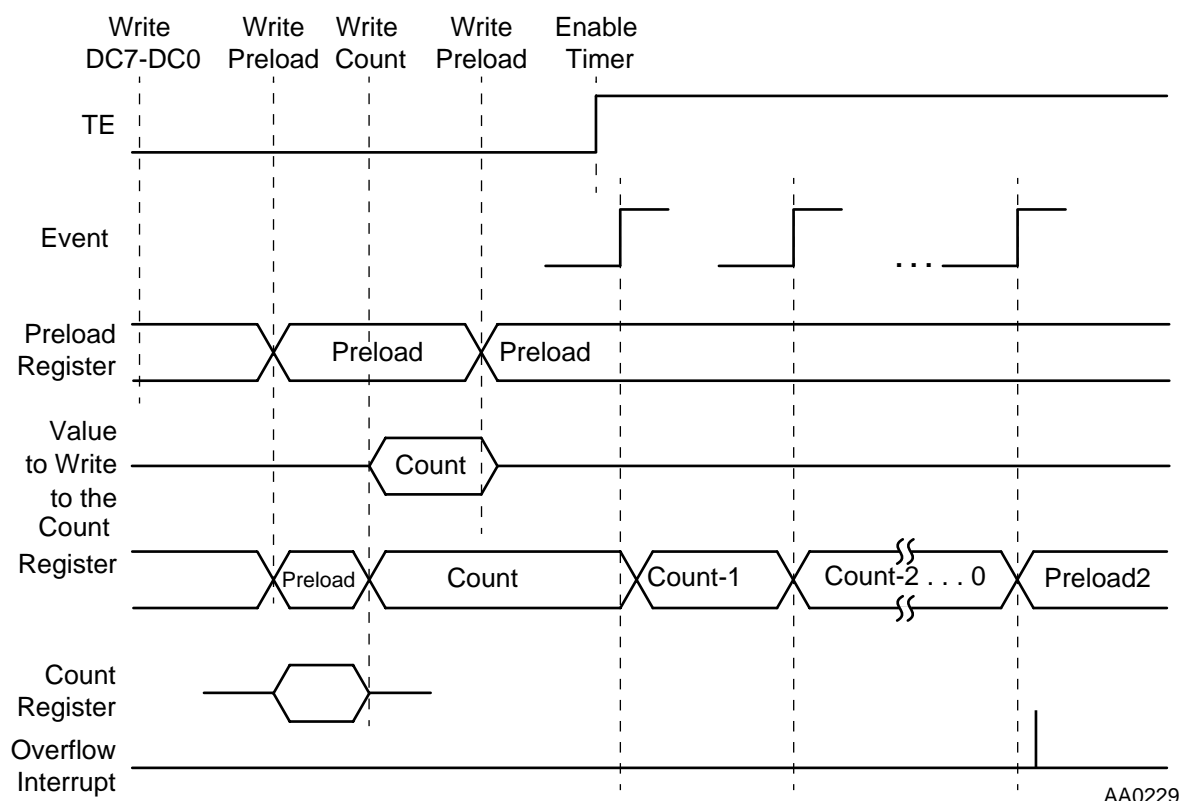 Write Write Write Write Enable
DC7-DC0 Preload Count Preload Timer
TE
Event
. . .
Preload
Register
Preload Preload
Value
to Write
to the
Count
Register
Count
Preload Count Count-1 Count-2 . . . 0 Preload2
Count
Register
Overflow
Interrupt
AA0229